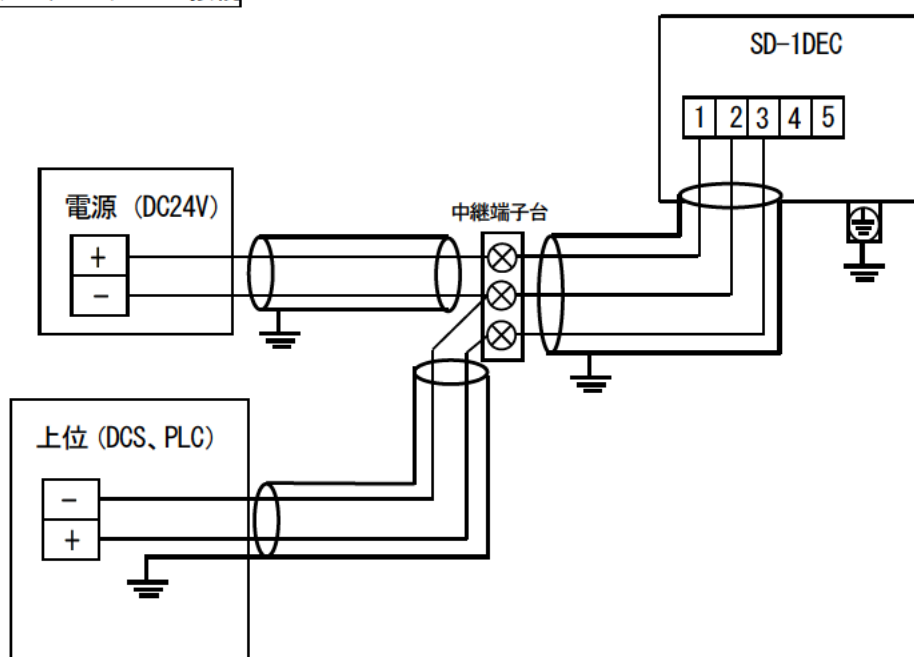 SD-1DEC
1 2 3 4 5
電源 (DC24V)
+
-
中継端子台
上位 (DCS、PLC)
-
+